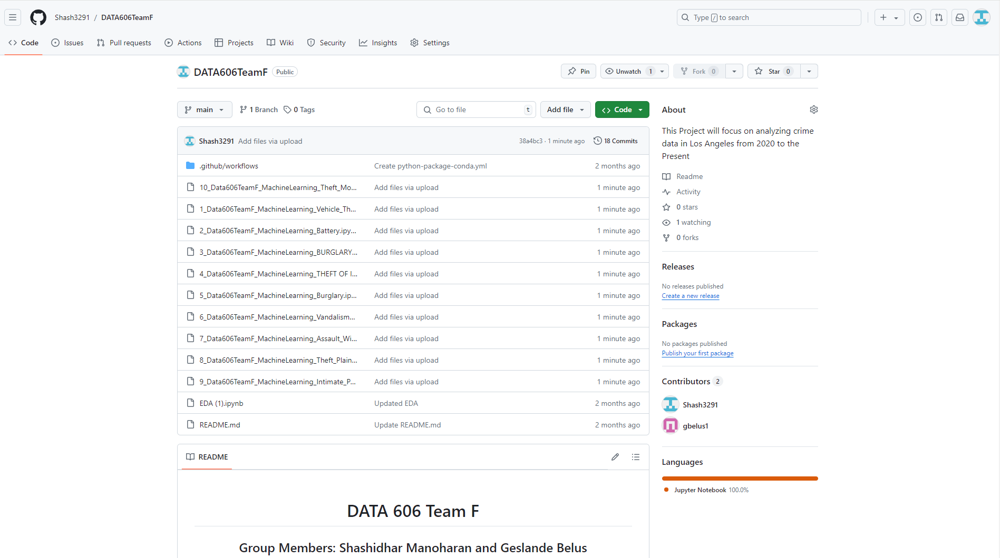 Shash3291 / DATA606TeamF
Type / to search
Code Issues Pull requests Actions Projects Wiki Security Insights Settings
DATA606TeamF Public
Pin Unwatch 1 Fork 0 Star 0
main 1 Branch 0 Tags Go to file t Add file Code
Shash3291 Add files via upload 38a4bc3 · 1 minute ago 18 Commits
.github/workflows Create python-package-conda.yml 2 months ago
10_Data606TeamF_MachineLearning_Theft_Mo... Add files via upload 1 minute ago
1_Data606TeamF_MachineLearning_Vehicle_Th... Add files via upload 1 minute ago
2_Data606TeamF_MachineLearning_Battery.ipy... Add files via upload 1 minute ago
3_Data606TeamF_MachineLearning_BURGLARY... Add files via upload 1 minute ago
4_Data606TeamF_MachineLearning_THEFT OF I... Add files via upload 1 minute ago
5_Data606TeamF_MachineLearning_Burglary.ip... Add files via upload 1 minute ago
6_Data606TeamF_MachineLearning_Vandalism... Add files via upload 1 minute ago
7_Data606TeamF_MachineLearning_Assault_Wi... Add files via upload 1 minute ago
8_Data606TeamF_MachineLearning_Theft_Plain... Add files via upload 1 minute ago
9_Data606TeamF_MachineLearning_Intimate_P... Add files via upload 1 minute ago
EDA (1).ipynb Updated EDA 2 months ago
README.md Update README.md 2 months ago
README
DATA 606 Team F
Group Members: Shashidhar Manoharan and Geslande Belus
About
This Project will focus on analyzing crime
data in Los Angeles from 2020 to the
Present
Readme
Activity
0 stars
1 watching
0 forks
Releases
No releases published
Create a new release
Packages
No packages published
Publish your first package
Contributors 2
Shash3291
gbelus1
Languages
Jupyter Notebook 100.0%